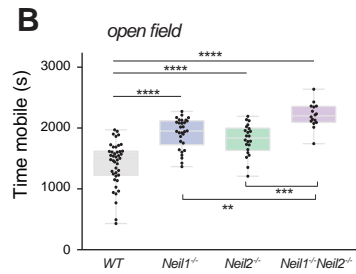 B
open field
****
****
****
***
**
Time mobile (s)
3000
2000
1000
0
WT Neil1-/- Neil2-/- Neil1-/-Neil2-/-